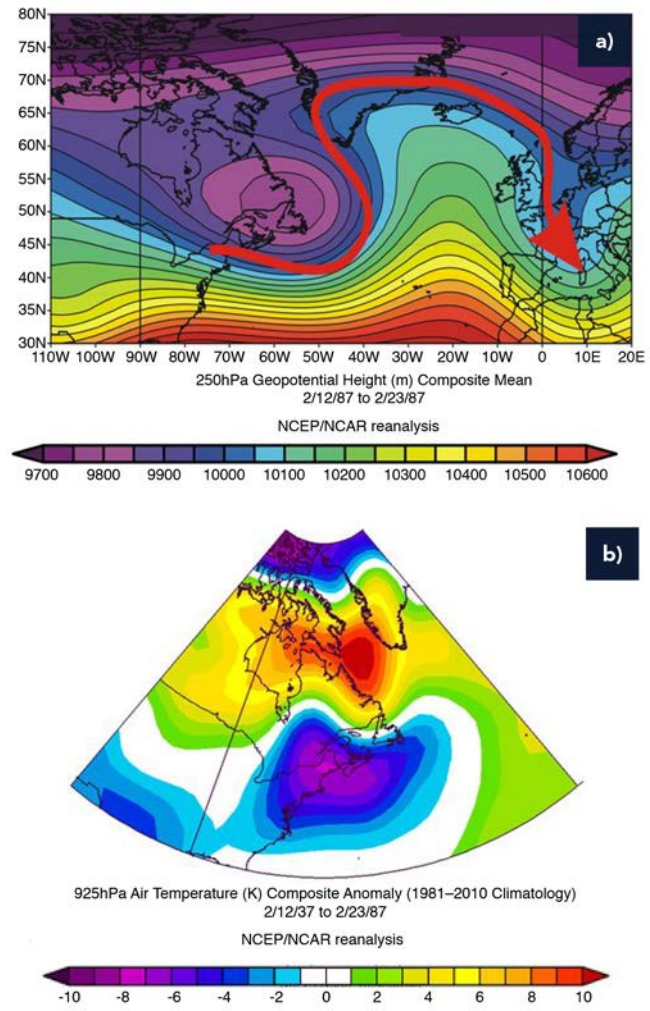 a)
80N
75N
70N
65N
60N
55N
50N
45N
40N
35N
30N
110W 100W 90W 80W 70W 60W 50W 40W 30W 20W 10W 0 10E 20E
250hPa Geopotential Height (m) Composite Mean
2/12/87 to 2/23/87
NCEP/NCAR reanalysis
9700 9800 9900 10000 10100 10200 10300 10400 10500 10600
b)
925hPa Air Temperature (K) Composite Anomaly (1981–2010 Climatology)
2/12/37 to 2/23/87
NCEP/NCAR reanalysis
-10 -8 -6 -4 -2 0 2 4 6 8 10